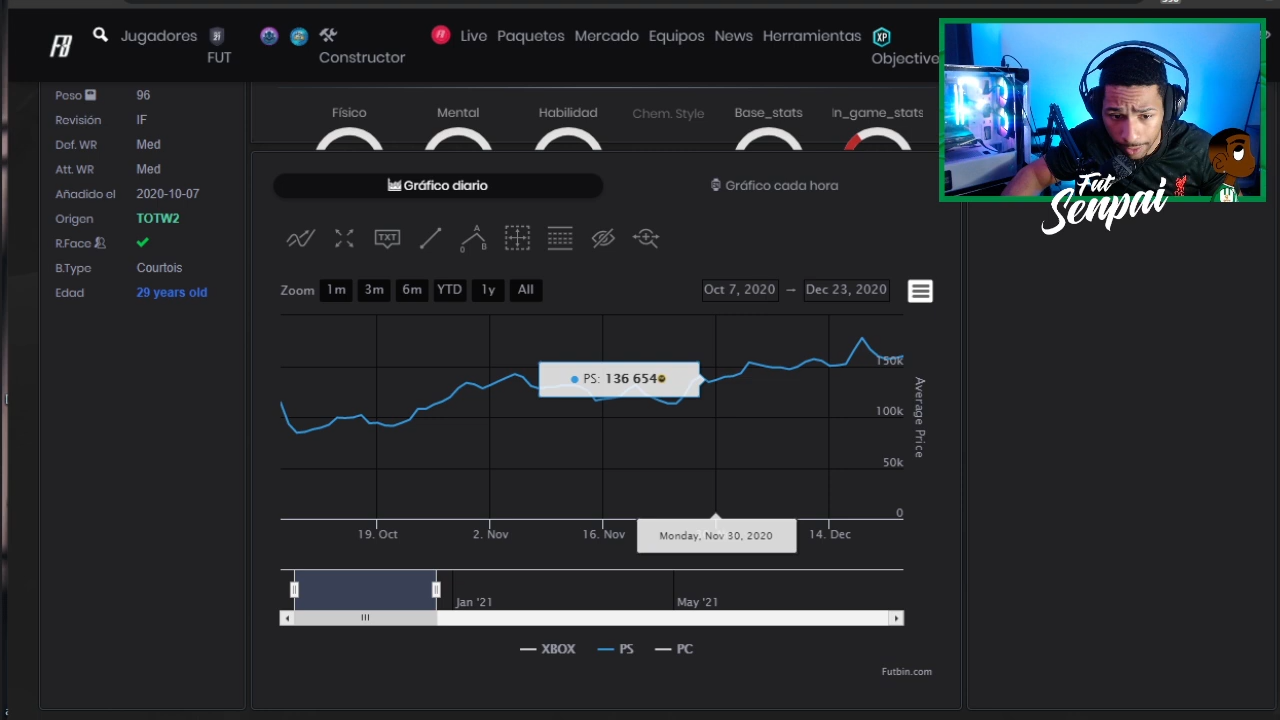 Jugadores
FUT
Constructor
Live
Paquetes
Mercado
Equipos
News
Herramientas
XP
Objective
Peso 96
Revisión IF
Def. WR Med
Att. WR Med
Añadido el 2020-10-07
Origen TOTW2
R.Face
B.Type Courtois
Edad 29 years old
Físico
Mental
Habilidad
Chem. Style
Base_stats
In_game_stats
Gráfico diario
Gráfico cada hora
TXT
Zoom 1m 3m 6m YTD 1y All
Oct 7, 2020 → Dec 23, 2020
PS: 136 654
150k
100k
50k
0
Average Price
19. Oct
2. Nov
16. Nov
Monday, Nov 30, 2020
14. Dec
Jan '21
May '21
XBOX PS PC
Futbin.com
Fut
Senpai